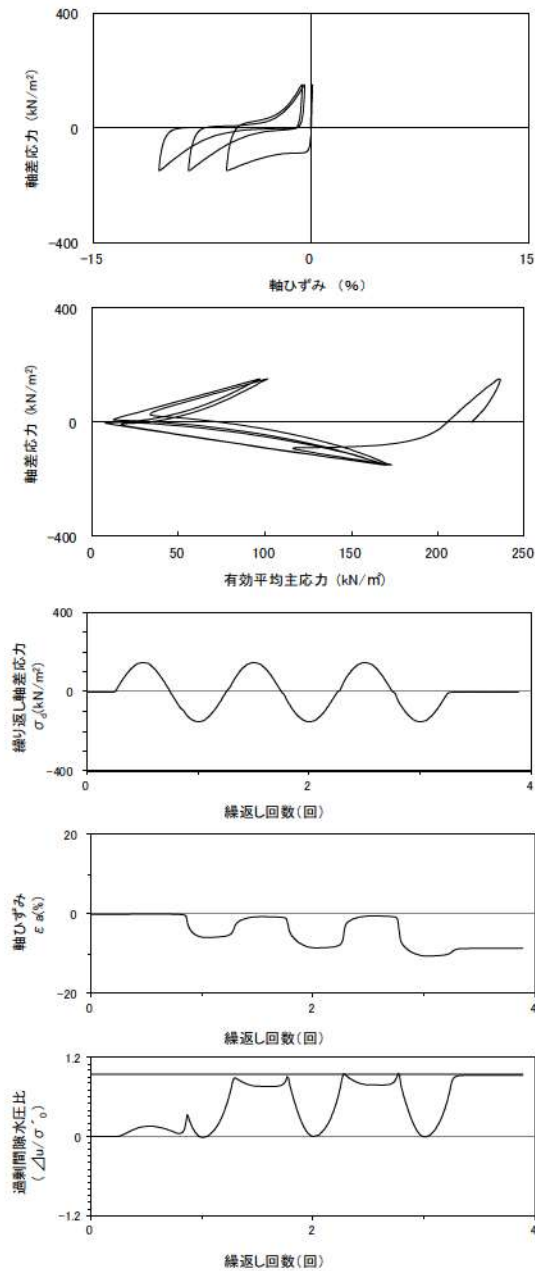 400
0
-400
軸差応力 (kN/m²)
-15
0
15
軸ひずみ (%)
400
0
-400
軸差応力 (kN/m²)
0
50
100
150
200
250
有効平均主応力 (kN/㎡)
400
0
-400
繰り返し軸差応力
σd(kN/m²)
0
2
4
繰返し回数(回)
20
0
-20
軸ひずみ
εa(%)
0
2
4
繰返し回数(回)
1.2
0
-1.2
過剰間隙水圧比
(⊿u/σ´0)
0
2
4
繰返し回数(回)